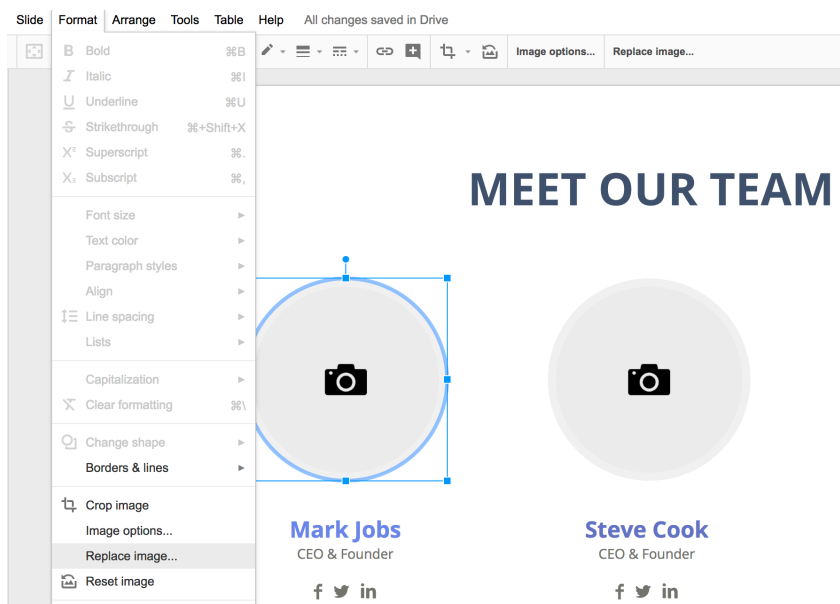 Slide Format Arrange Tools Table Help All changes saved in Drive
Image options... Replace image...
B Bold ⌘B
I Italic ⌘I
U Underline ⌘U
S Strikethrough ⌘+Shift+X
X² Superscript ⌘.
X₂ Subscript ⌘,
Font size
Text color
Paragraph styles
Align
Line spacing
Lists
Capitalization
Clear formatting ⌘\
Change shape
Borders & lines
Crop image
Image options...
Replace image...
Reset image
MEET OUR TEAM
Mark Jobs
CEO & Founder
Steve Cook
CEO & Founder